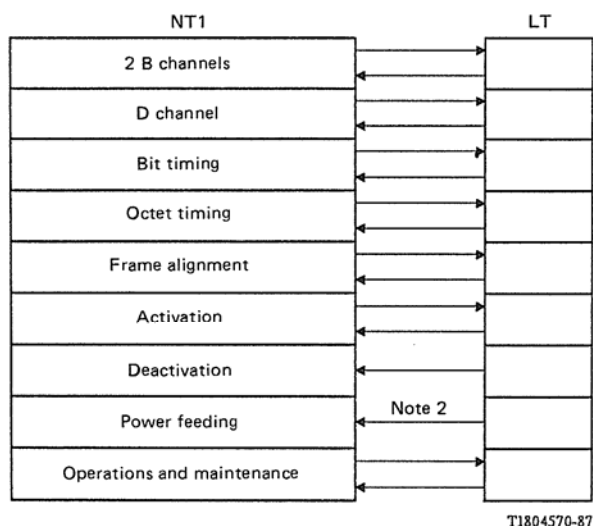 NT1 LT
2 B channels
D channel
Bit timing
Octet timing
Frame alignment
Activation
Deactivation
Power feeding Note 2
Operations and maintenance
T1804570-87